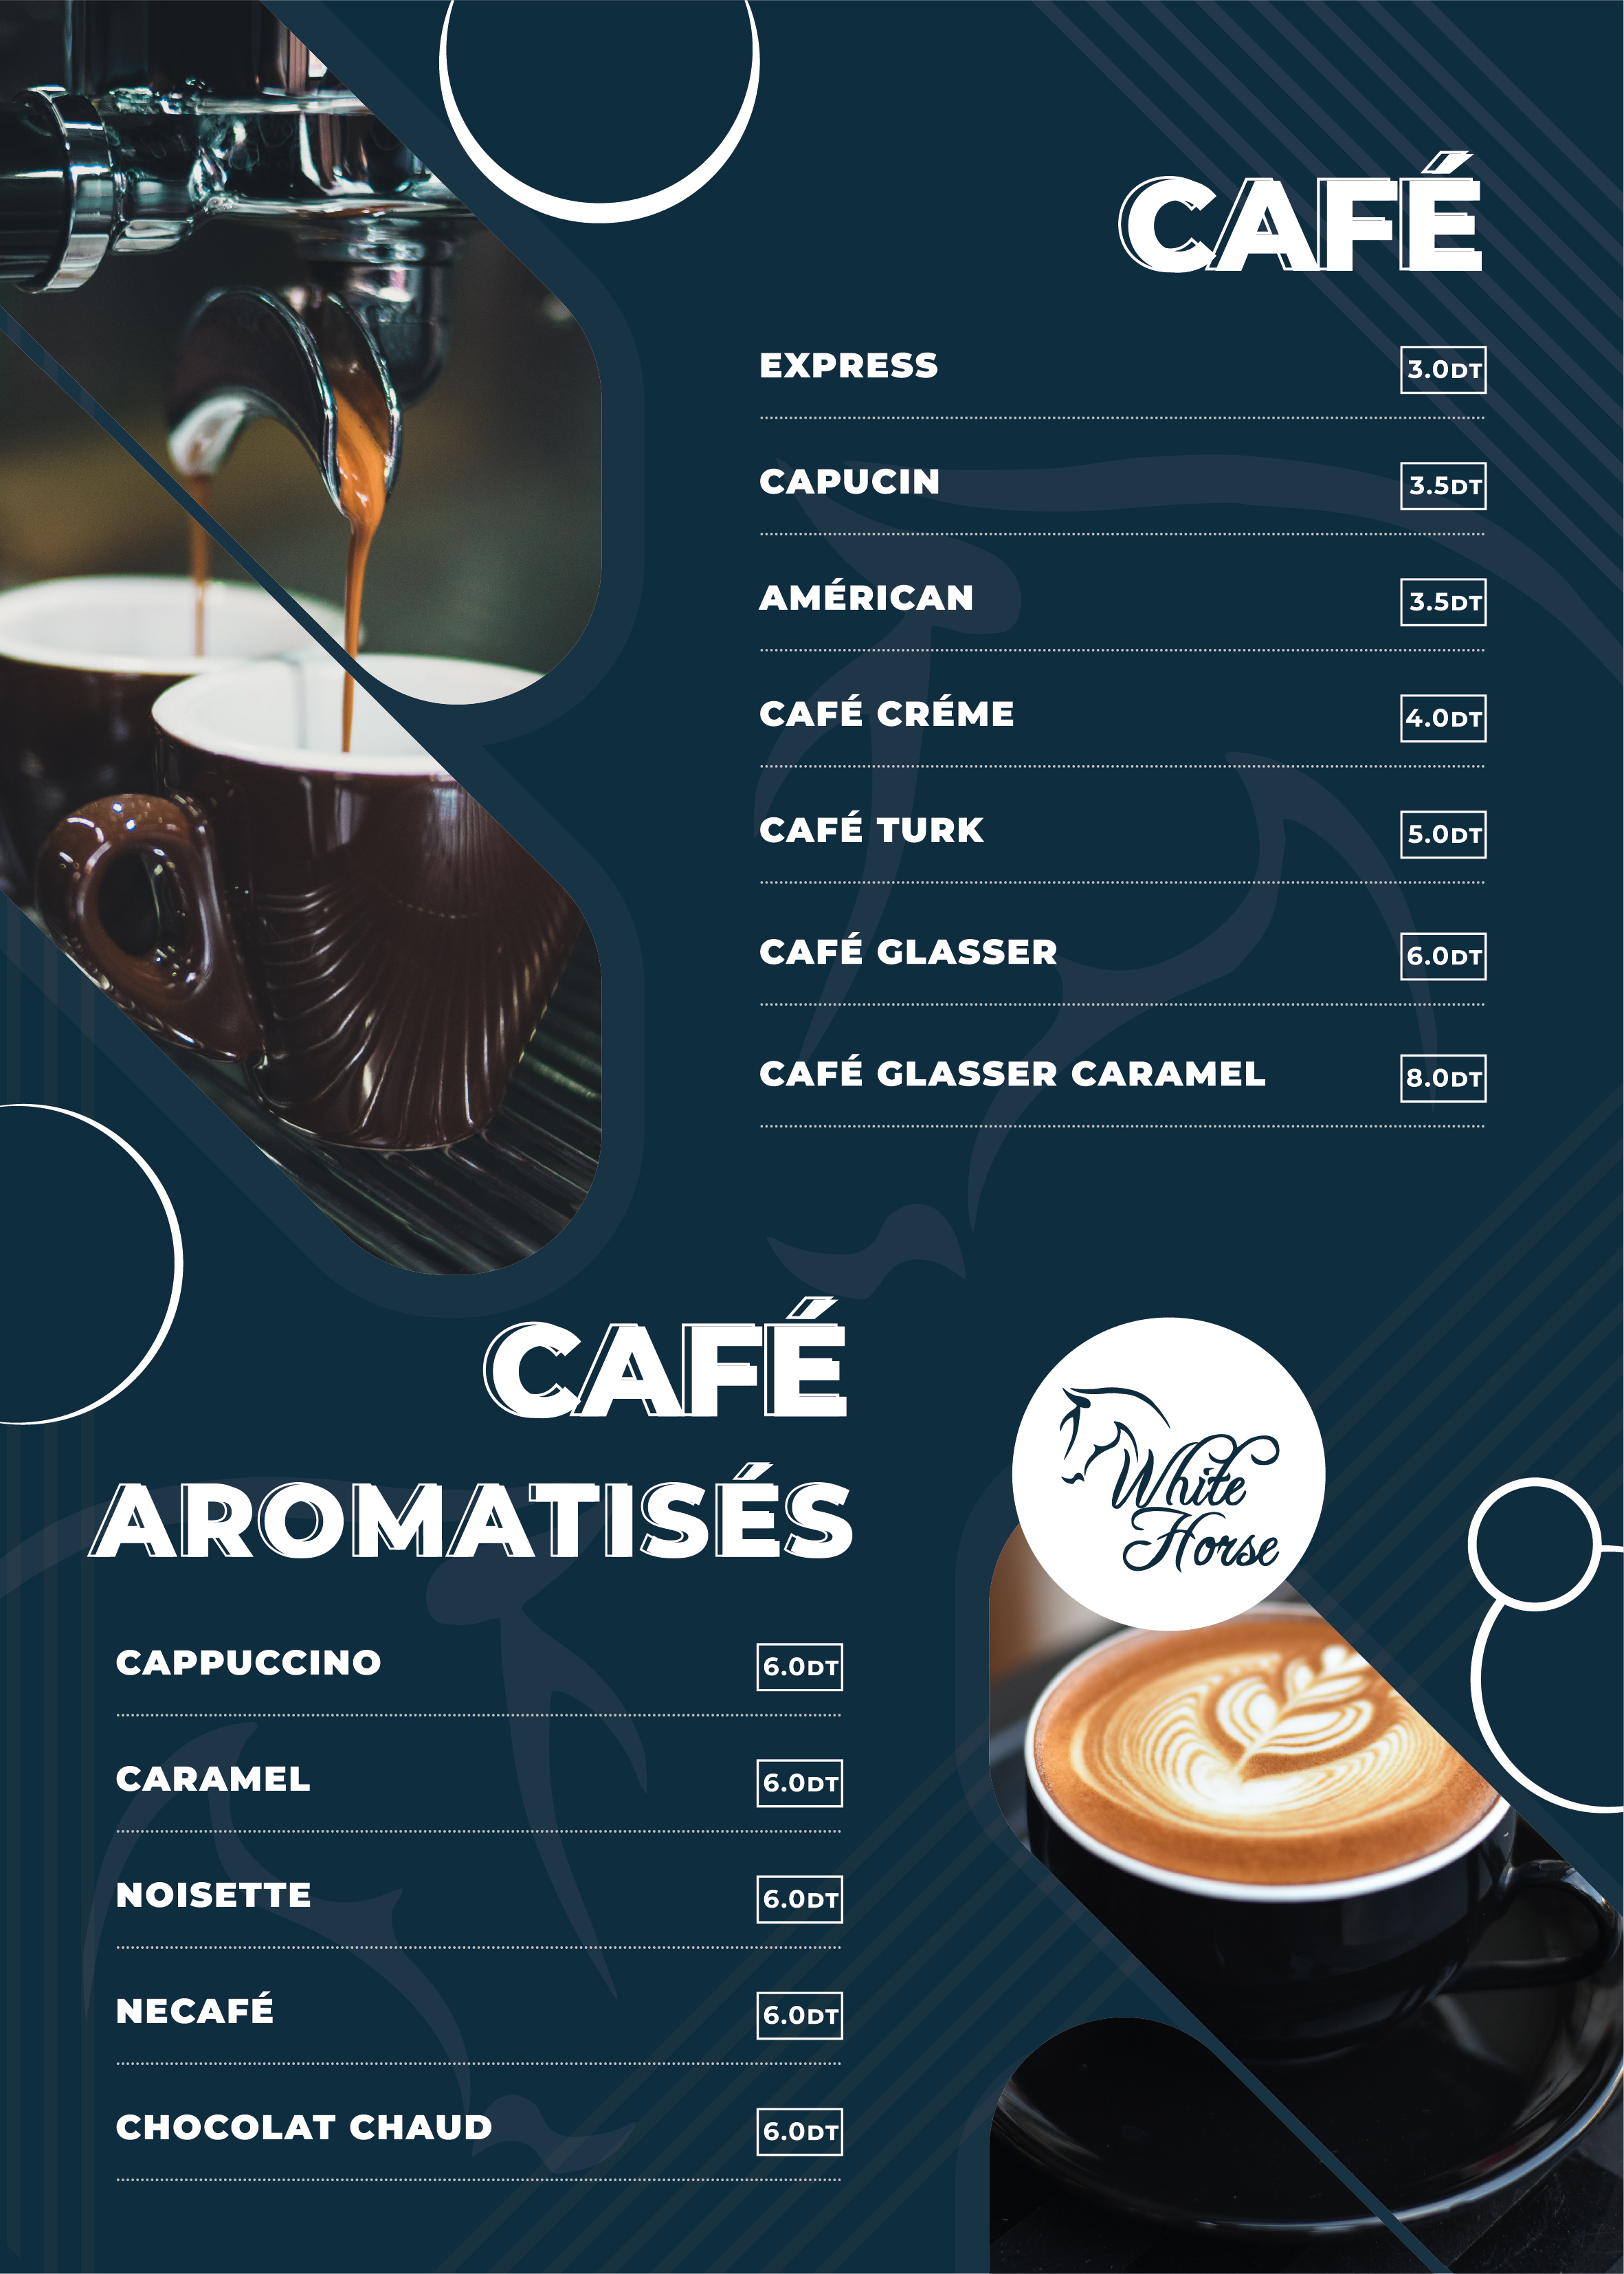 CAFÉ
EXPRESS 3.0DT
CAPUCIN 3.5DT
AMÉRICAN 3.5DT
CAFÉ CRÉME 4.0DT
CAFÉ TURK 5.0DT
CAFÉ GLASSER 6.0DT
CAFÉ GLASSER CARAMEL 8.0DT
CAFÉ
AROMATISÉS
CAPPUCCINO 6.0DT
CARAMEL 6.0DT
NOISETTE 6.0DT
NECAFÉ 6.0DT
CHOCOLAT CHAUD 6.0DT
White
Horse